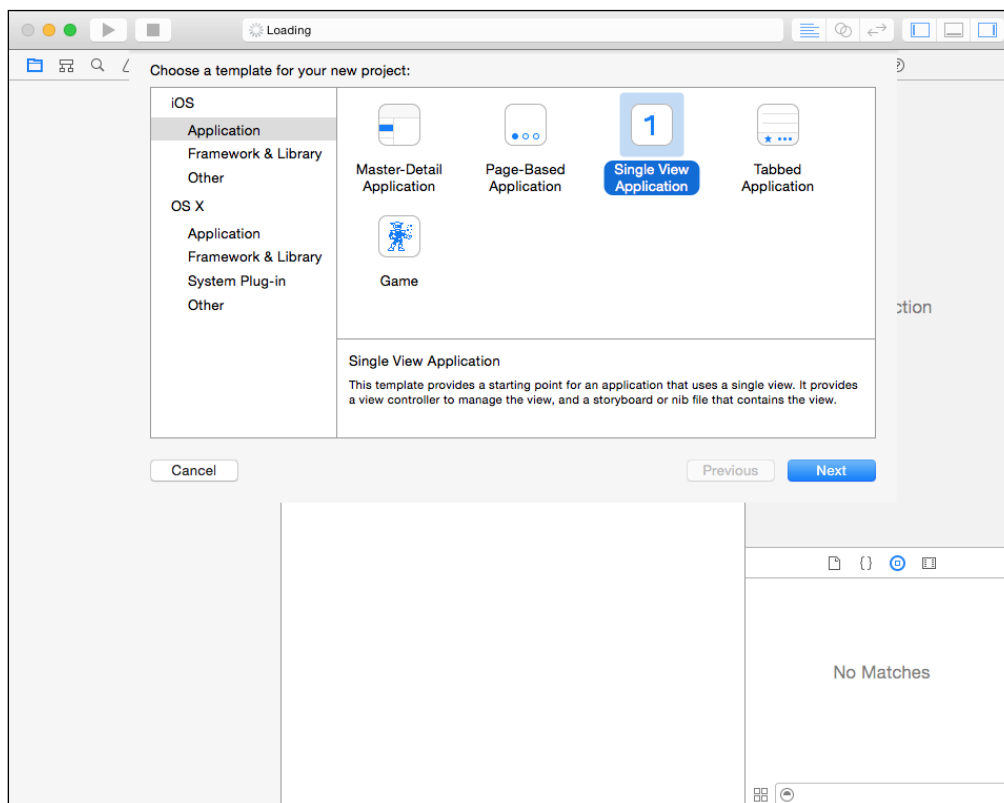 Loading
Choose a template for your new project:
iOS
Application
Framework & Library
Other
OS X
Application
Framework & Library
System Plug-in
Other
Master-Detail
Application
Page-Based
Application
1
Single View
Application
Tabbed
Application
Game
Single View Application
This template provides a starting point for an application that uses a single view. It provides
a view controller to manage the view, and a storyboard or nib file that contains the view.
Cancel
Previous
Next
ction
{}
No Matches